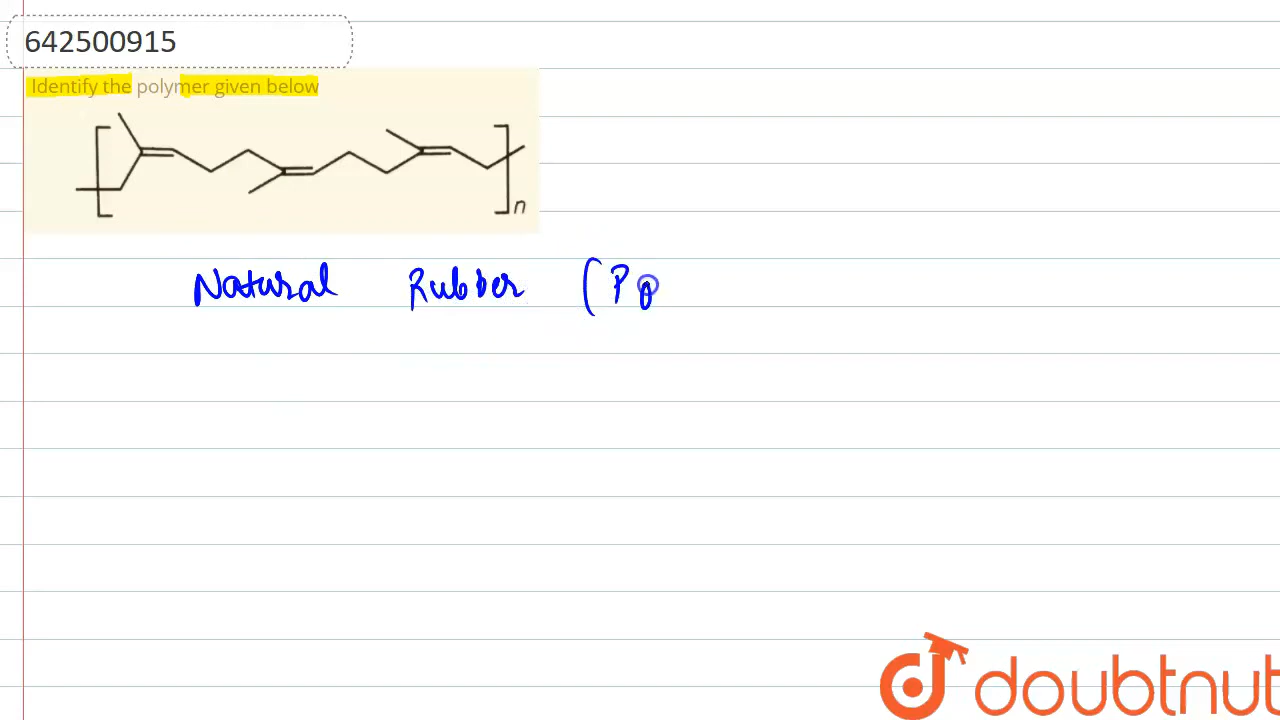 642500915
Identify the polymer given below
n
Natural Rubber (P
doubtnut